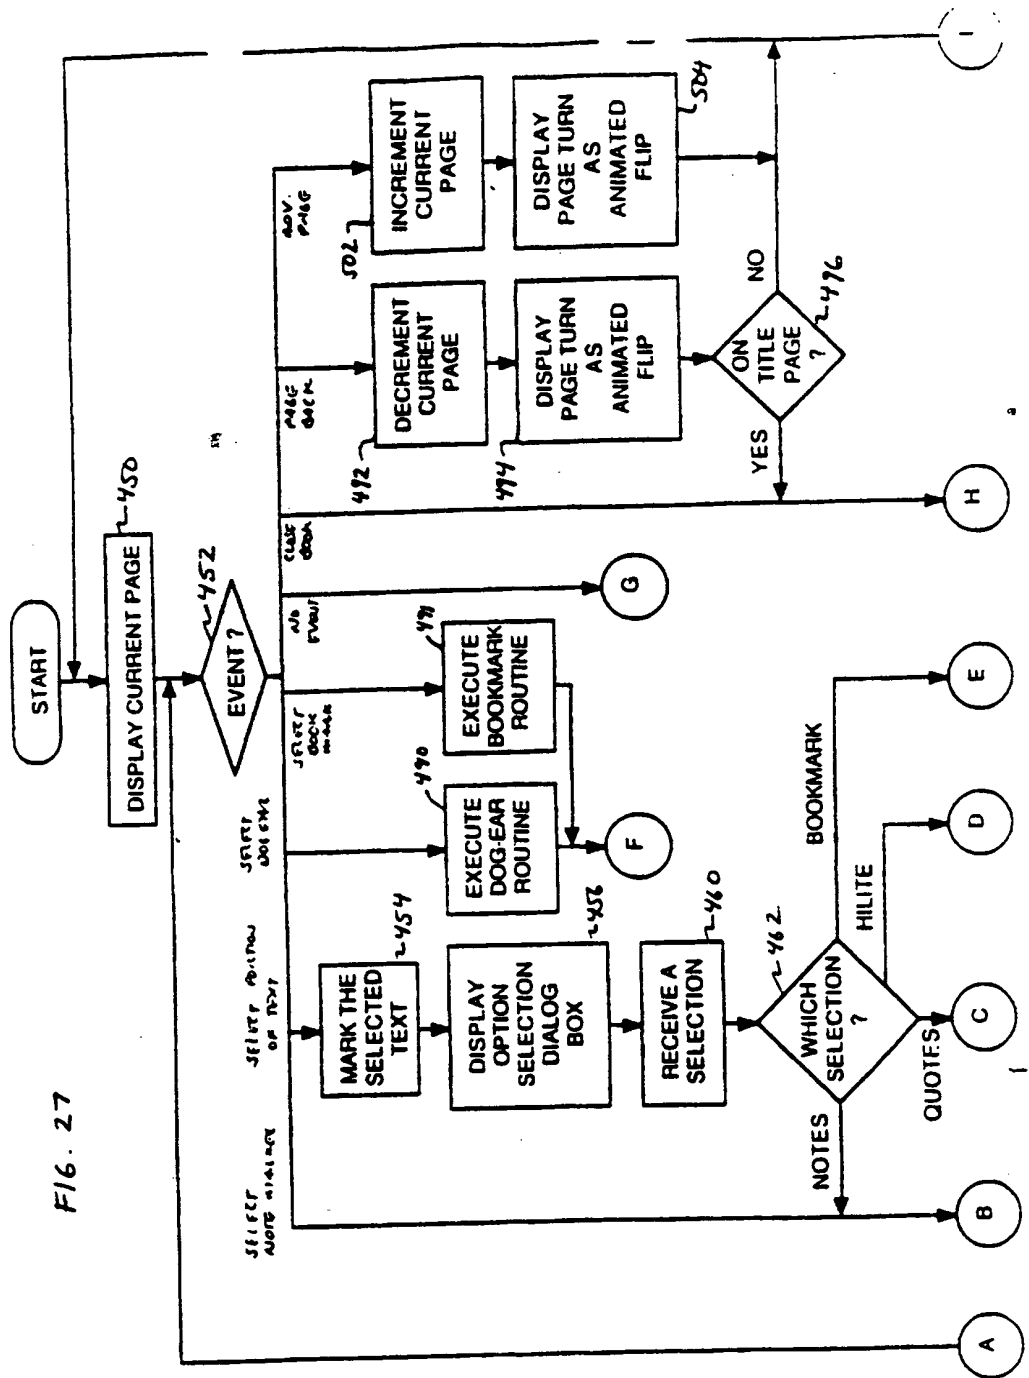 FIG. 27
START
DISPLAY CURRENT PAGE
450
EVENT?
452
SELECT
NOTE MARKER
SELECT PORTION
OF TEXT
SELECT
DOG EAR
SELECT
BOOK
MARK
NO
EVENT
CLOSE
BOOK
PAGE
BACK
ADV.
PAGE
MARK THE
SELECTED
TEXT
454
DISPLAY
OPTION
SELECTION
DIALOG
BOX
456
RECEIVE A
SELECTION
460
WHICH
SELECTION
?
462
NOTES
QUOTES
HILITE
BOOKMARK
EXECUTE
DOG-EAR
ROUTINE
490
EXECUTE
BOOKMARK
ROUTINE
491
DECREMENT
CURRENT
PAGE
492
DISPLAY
PAGE TURN
AS
ANIMATED
FLIP
494
ON
TITLE
PAGE
?
496
YES
NO
INCREMENT
CURRENT
PAGE
502
DISPLAY
PAGE TURN
AS
ANIMATED
FLIP
504
A
B
C
D
E
F
G
H
I